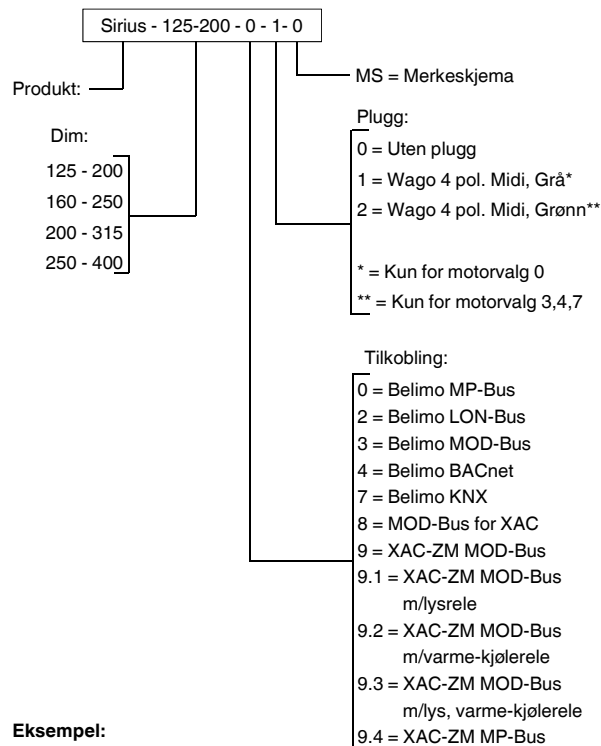 Sirius - 125-200 - 0 - 1- 0
MS = Merkeskjema
Produkt:
Plugg:
0 = Uten plugg
1 = Wago 4 pol. Midi, Grå*
2 = Wago 4 pol. Midi, Grønn**
* = Kun for motorvalg 0
** = Kun for motorvalg 3,4,7
Dim:
125 - 200
160 - 250
200 - 315
250 - 400
Tilkobling:
0 = Belimo MP-Bus
2 = Belimo LON-Bus
3 = Belimo MOD-Bus
4 = Belimo BACnet
7 = Belimo KNX
8 = MOD-Bus for XAC
9 = XAC-ZM MOD-Bus
9.1 = XAC-ZM MOD-Bus
m/lysrele
9.2 = XAC-ZM MOD-Bus
m/varme-kjølerele
9.3 = XAC-ZM MOD-Bus
m/lys, varme-kjølerele
9.4 = XAC-ZM MP-Bus
Eksempel: